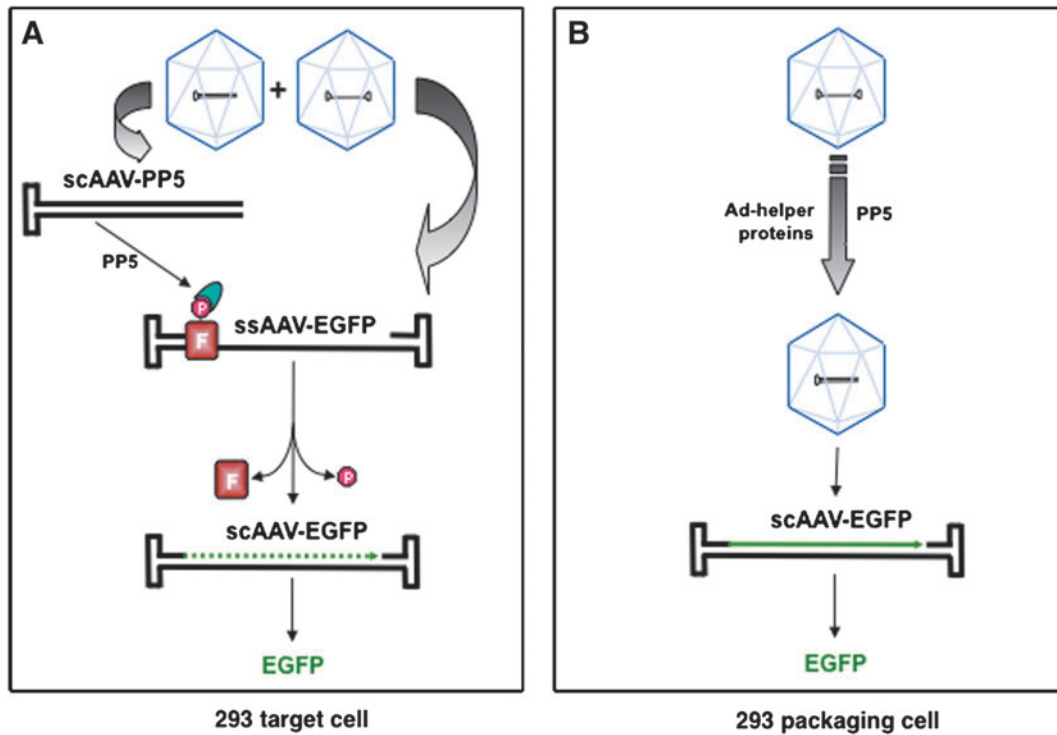 A
+
scAAV-PP5
PP5
P
F
ssAAV-EGFP
F
P
scAAV-EGFP
EGFP
293 target cell
B
Ad-helper
proteins
PP5
scAAV-EGFP
EGFP
293 packaging cell